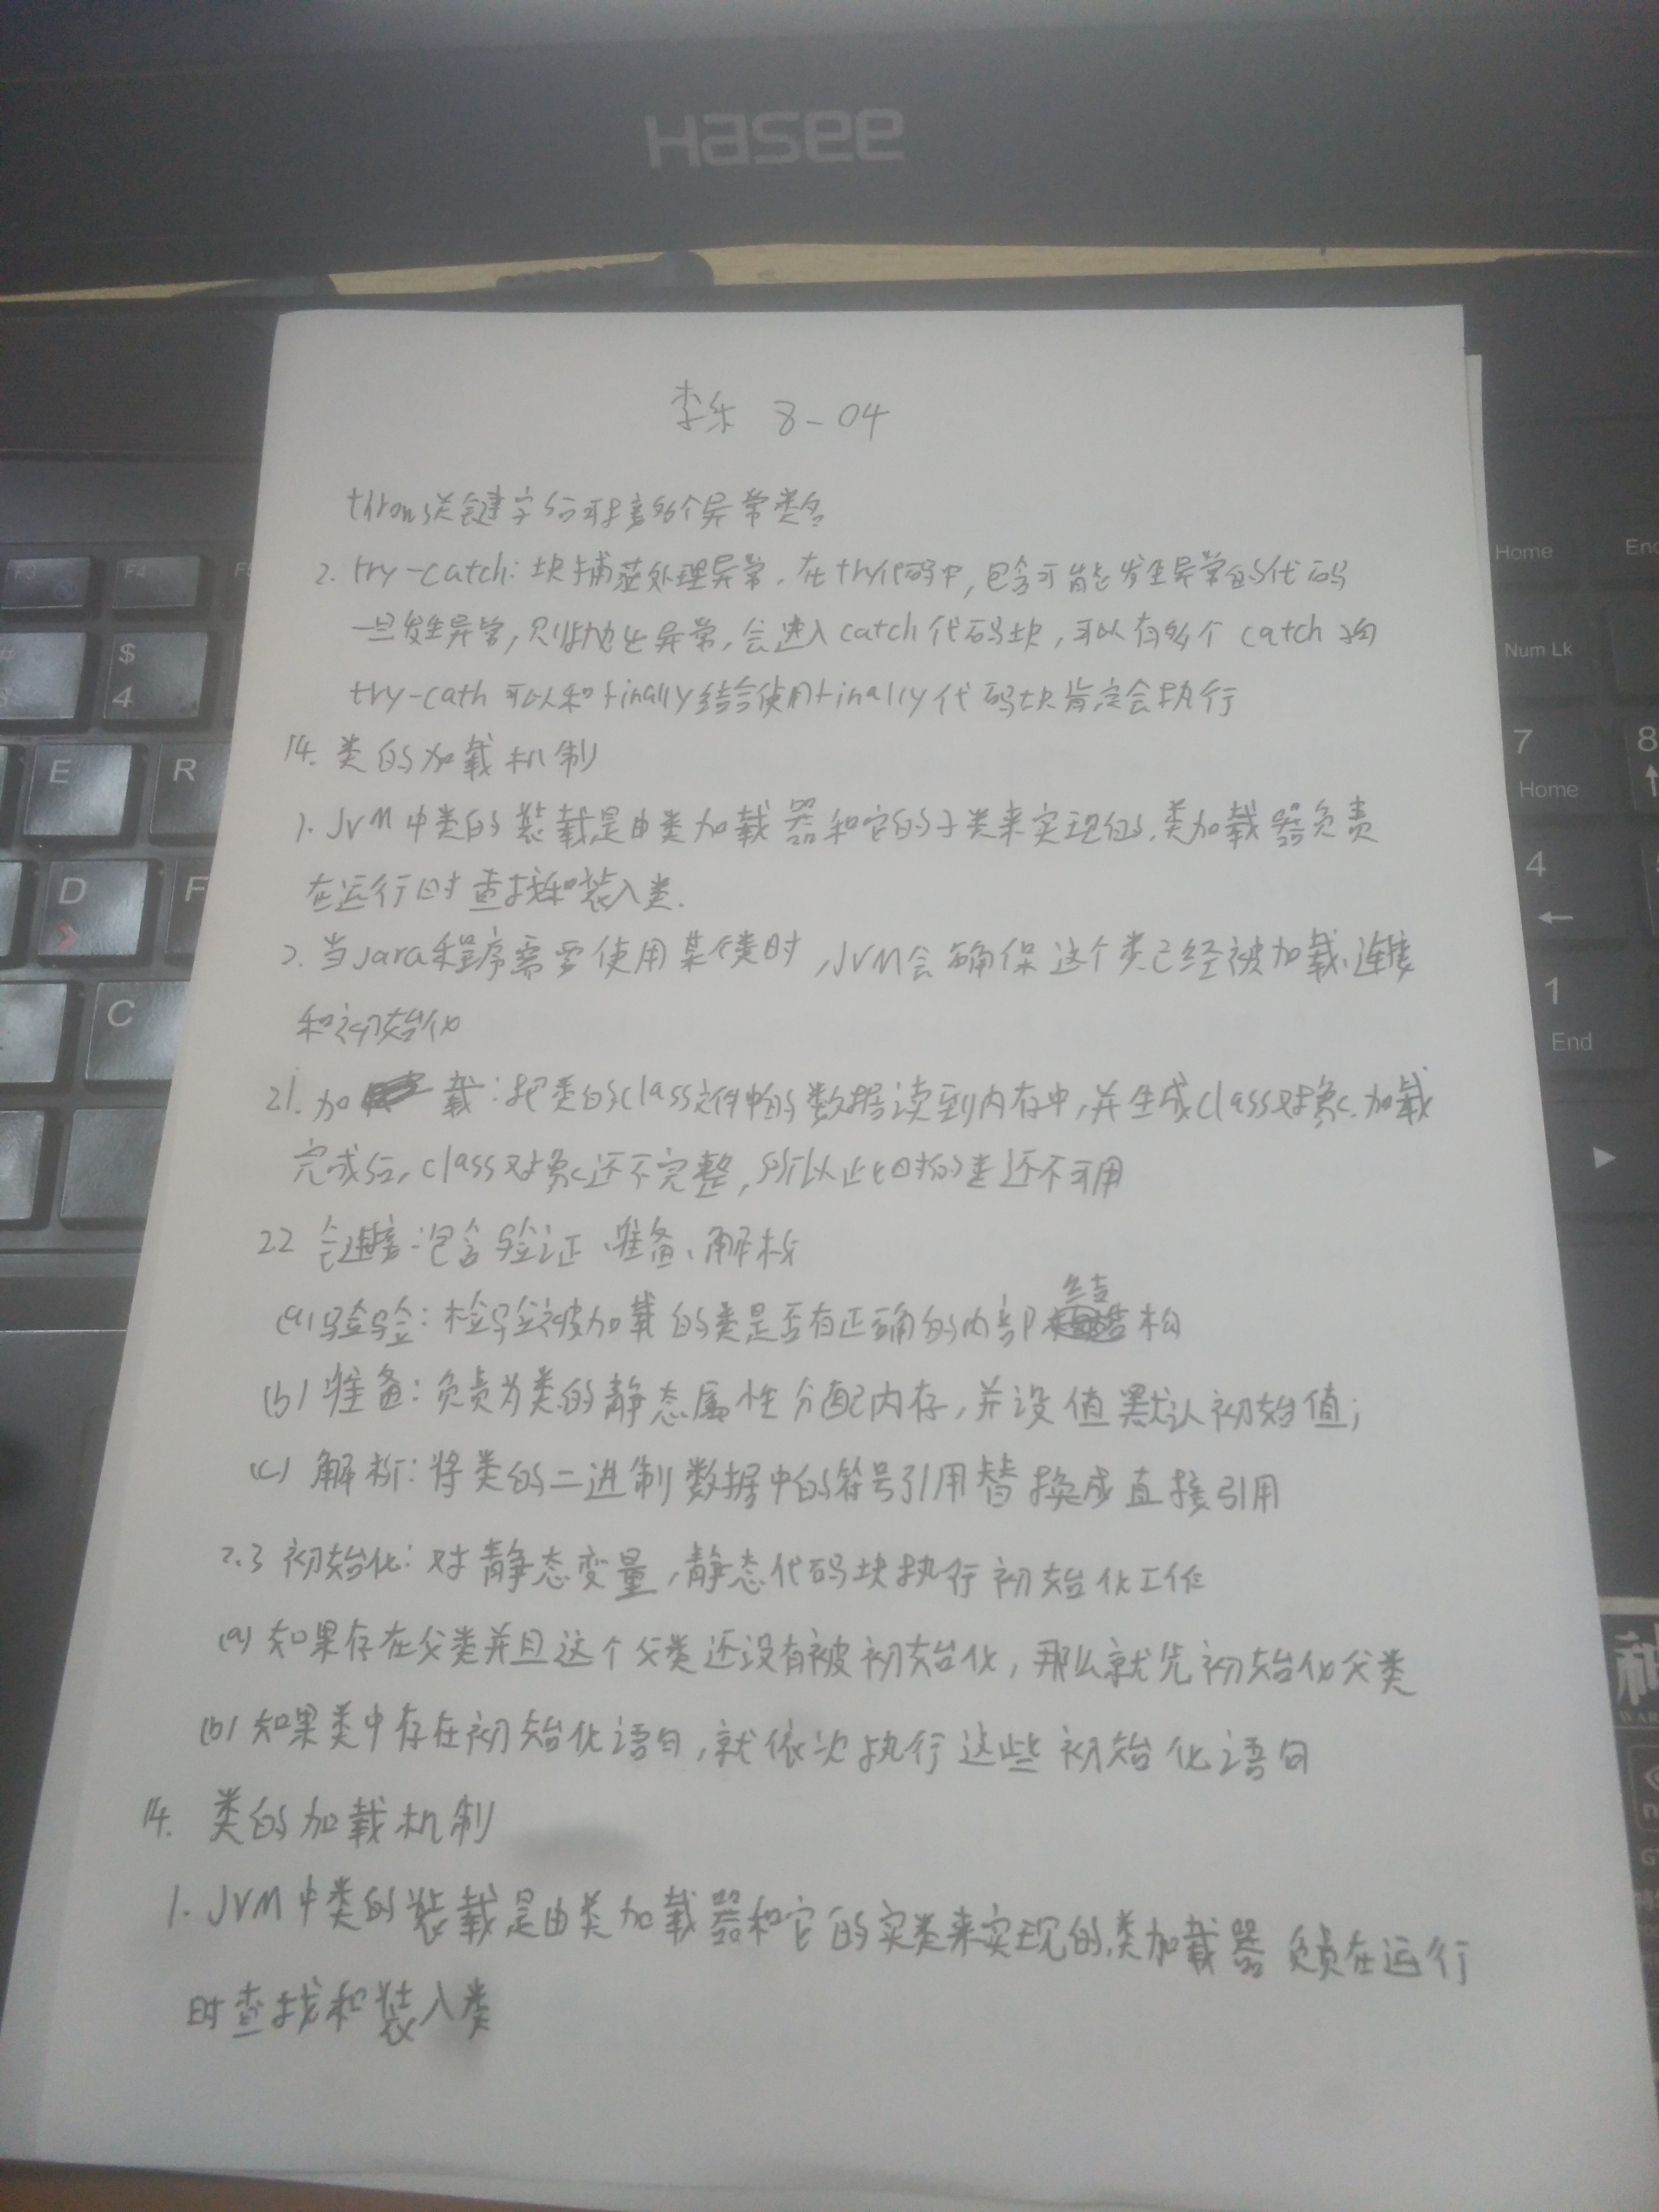 Hasee
李乐 8-04
throws关键字后可接多个异常类名
2. try-catch:块捕获处理异常.在try代码中,包含可能发生异常的代码
一旦发生异常,异常,会进入catch代码块,可以有多个catch
try-cath可以和finally结合使用finally代码块肯定会执行
14. 类的加载机制
1. JVM中类的装载是由类加载器和它的子类来实现的.类加载器负责
在运行时查找和装入类.
2. 当Java程序需要使用某个类时,JVM会确保这个类已经被加载、连接
和初始化
21. 加载:把类的class文件中的数据读到内存中,并生成class对象.加载
完成后,class对象还不完整,所以此时的类还不可用
22 连接:包含验证、准备、解析
(a)验验:检验被加载的类是否有正确的内部结构
(b)准备:负责为类的静态属性分配内存,并设值默认初始值;
(c)解析:将类的二进制数据中的符号引用替换成直接引用
2.3 初始化:对静态变量,静态代码块执行初始化工作
(a)如果存在父类并且这个父类还没有被初始化,那么就先初始化父类
(b)如果类中存在初始化语句,就依次执行这些初始化语句
14. 类的加载机制
1. JVM中类的装载是由类加载器和它的实类来实现的.类加载器负责在运行
时查找和装入类
F3
F4
$
4
E
R
D
F
C
Home
Num Lk
7
Home
8
4
←
1
End